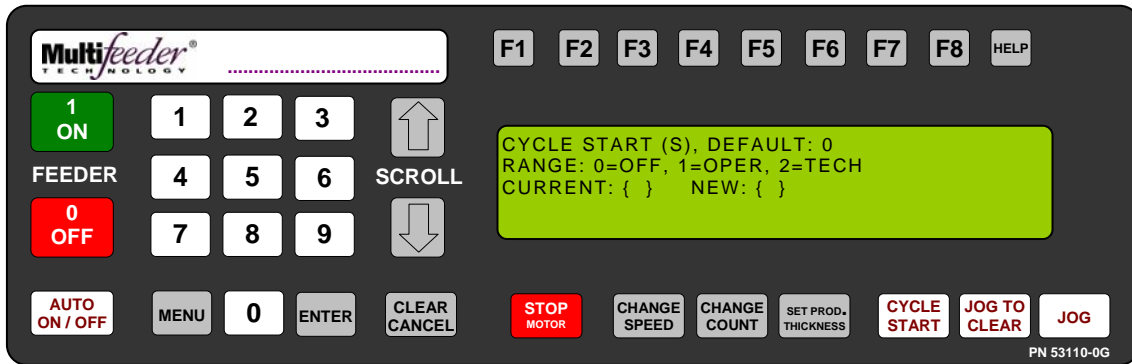 Multifeeder®
TECHNOLOGY
F1 F2 F3 F4 F5 F6 F7 F8 HELP
1
ON
FEEDER
0
OFF
1 2 3
4 5 6
7 8 9
SCROLL
CYCLE START (S), DEFAULT: 0
RANGE: 0=OFF, 1=OPER, 2=TECH
CURRENT: { } NEW: { }
AUTO
ON / OFF
MENU
0
ENTER
CLEAR
CANCEL
STOP
MOTOR
CHANGE
SPEED
CHANGE
COUNT
SET PROD.
THICKNESS
CYCLE
START
JOG TO
CLEAR
JOG
PN 53110-0G